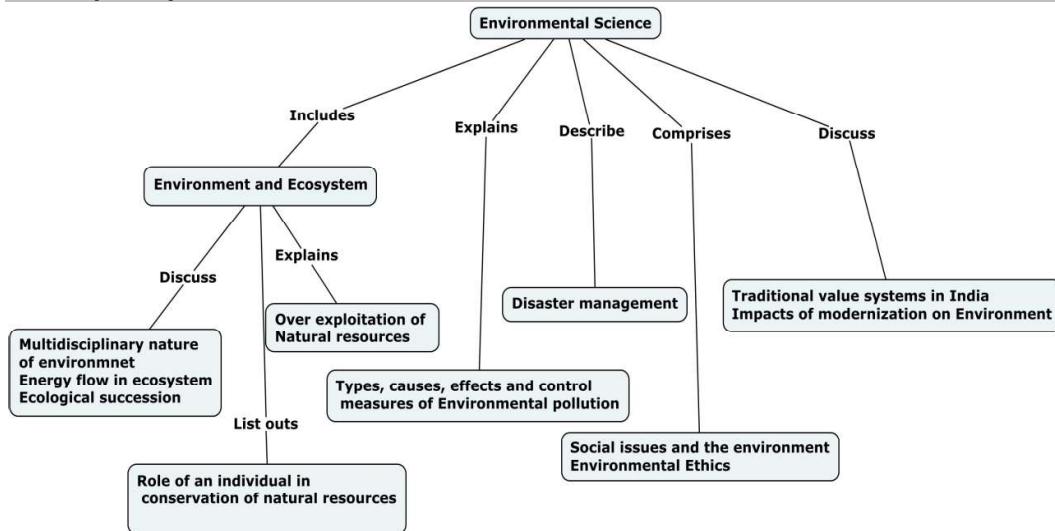 Environmental Science
Includes
Explains
Describe
Comprises
Discuss
Environment and Ecosystem
Discuss
Explains
Multidisciplinary nature
of environmnet
Energy flow in ecosystem
Ecological succession
Over exploitation of
Natural resources
List outs
Role of an individual in
conservation of natural resources
Types, causes, effects and control
measures of Environmental pollution
Disaster management
Social issues and the environment
Environmental Ethics
Traditional value systems in India
Impacts of modernization on Environment